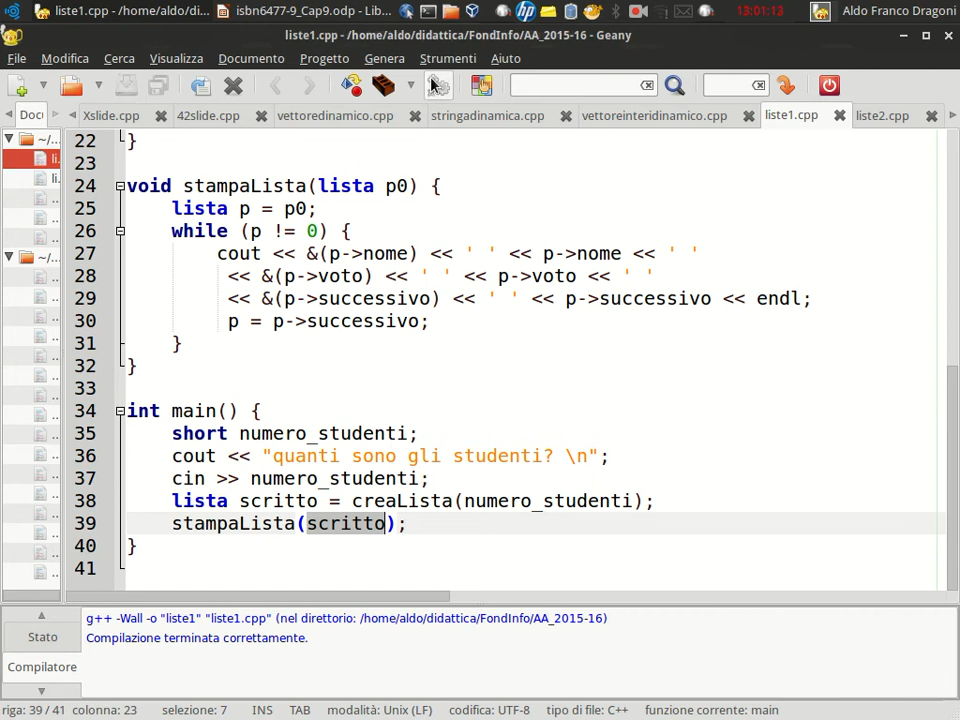 liste1.cpp - /home/aldo/di...
isbn6477-9_Cap9.odp - Lib...
13:01:13
Aldo Franco Dragoni
liste1.cpp - /home/aldo/didattica/FondInfo/AA_2015-16 - Geany
File Modifica Cerca Visualizza Documento Progetto Genera Strumenti Aiuto
Docu Xslide.cpp 42slide.cpp vettoredinamico.cpp stringadinamica.cpp vettoreinteridinamico.cpp liste1.cpp liste2.cpp
22 }
23
24 void stampaLista(lista p0) {
25 lista p = p0;
26 while (p != 0) {
27 cout << &(p->nome) << ' ' << p->nome << ' '
28 << &(p->voto) << ' ' << p->voto << ' '
29 << &(p->successivo) << ' ' << p->successivo << endl;
30 p = p->successivo;
31 }
32 }
33
34 int main() {
35 short numero_studenti;
36 cout << "quanti sono gli studenti? \n";
37 cin >> numero_studenti;
38 lista scritto = creaLista(numero_studenti);
39 stampaLista(scritto);
40 }
41
Stato
Compilatore
g++ -Wall -o "liste1" "liste1.cpp" (nel direttorio: /home/aldo/didattica/FondInfo/AA_2015-16)
Compilazione terminata correttamente.
riga: 39 / 41 colonna: 23 selezione: 7 INS TAB modalità: Unix (LF) codifica: UTF-8 tipo di file: C++ funzione corrente: main